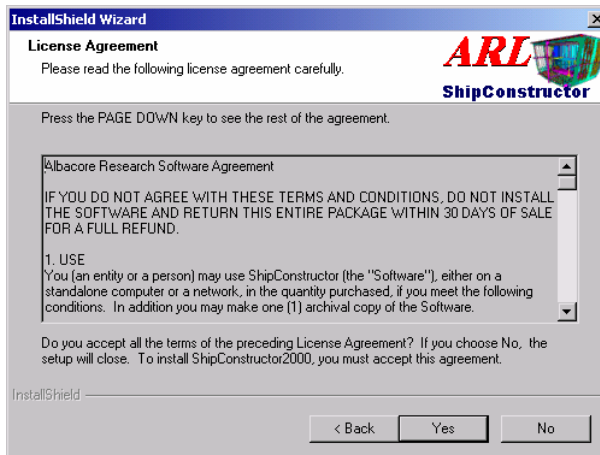 InstallShield Wizard
License Agreement
Please read the following license agreement carefully.
ARL
ShipConstructor
Press the PAGE DOWN key to see the rest of the agreement.
Albacore Research Software Agreement
IF YOU DO NOT AGREE WITH THESE TERMS AND CONDITIONS, DO NOT INSTALL
THE SOFTWARE AND RETURN THIS ENTIRE PACKAGE WITHIN 30 DAYS OF SALE
FOR A FULL REFUND.
1. USE
You (an entity or a person) may use ShipConstructor (the "Software"), either on a
standalone computer or a network, in the quantity purchased, if you meet the following
conditions. In addition you may make one (1) archival copy of the Software.
Do you accept all the terms of the preceding License Agreement? If you choose No, the
setup will close. To install ShipConstructor2000, you must accept this agreement.
InstallShield
< Back Yes No